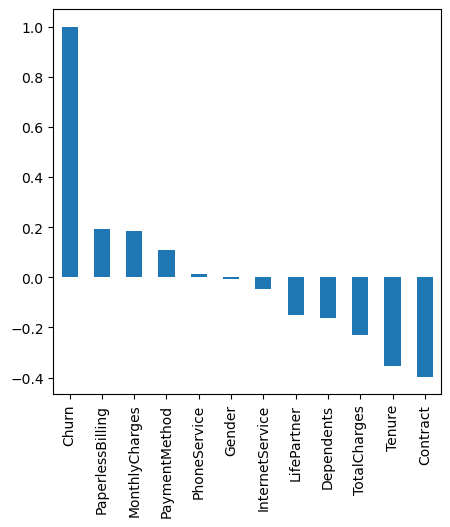 1.0
0.8
0.6
0.4
0.2
0.0
−0.2
−0.4
Churn
PaperlessBilling
MonthlyCharges
PaymentMethod
PhoneService
Gender
InternetService
LifePartner
Dependents
TotalCharges
Tenure
Contract